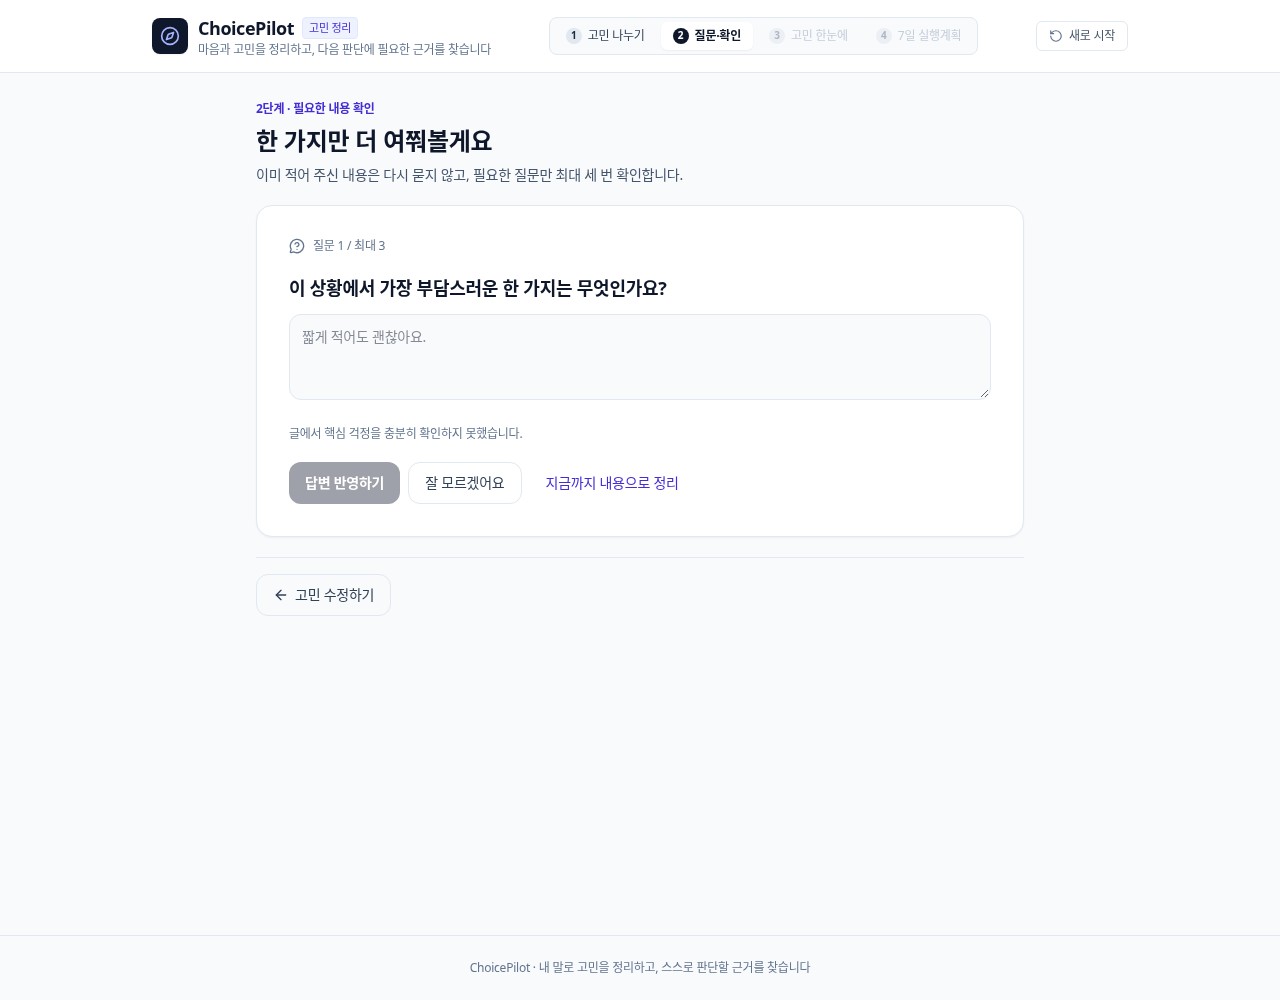 ChoicePilot 고민 정리
마음과 고민을 정리하고, 다음 판단에 필요한 근거를 찾습니다
1 고민 나누기 2 질문·확인 3 고민 한눈에 4 7일 실행계획
새로 시작
2단계 · 필요한 내용 확인
한 가지만 더 여쭤볼게요
이미 적어 주신 내용은 다시 묻지 않고, 필요한 질문만 최대 세 번 확인합니다.
질문 1 / 최대 3
이 상황에서 가장 부담스러운 한 가지는 무엇인가요?
짧게 적어도 괜찮아요.
글에서 핵심 걱정을 충분히 확인하지 못했습니다.
답변 반영하기 잘 모르겠어요 지금까지 내용으로 정리
고민 수정하기
ChoicePilot · 내 말로 고민을 정리하고, 스스로 판단할 근거를 찾습니다